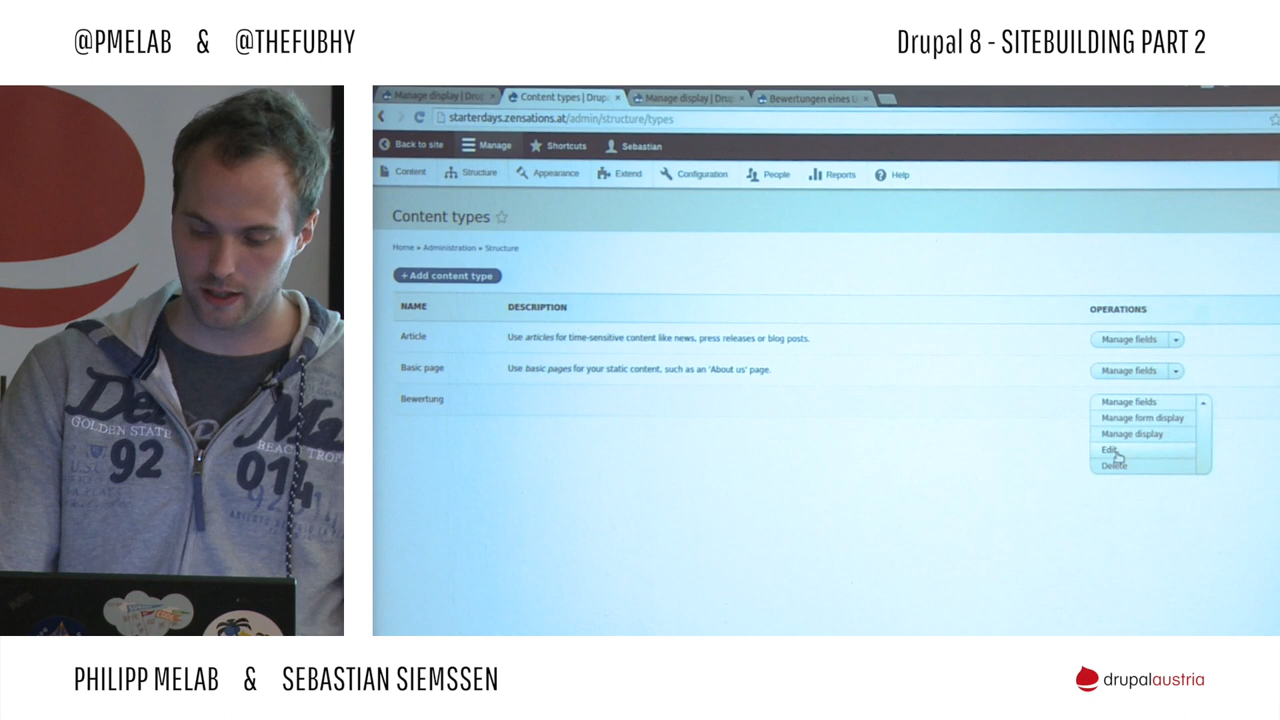 @PMELAB & @THEFUBHY
Drupal 8 - SITEBUILDING PART 2
Manage display | Dru
Content types | Drup
Manage display | Dru
Bewertungen eines U
starterdays.zensations.at/admin/structure/types
Back to site Manage Shortcuts Sebastian
Content Structure Appearance Extend Configuration People Reports Help
Content types
Home » Administration » Structure
+ Add content type
NAME DESCRIPTION OPERATIONS
Article Use articles for time-sensitive content like news, press releases or blog posts. Manage fields
Basic page Use basic pages for your static content, such as an 'About us' page. Manage fields
Bewertung Manage fields
Manage form display
Manage display
Edit
Delete
GOLDEN STATE
92
PHILIPP MELAB & SEBASTIAN SIEMSSEN
drupalaustria